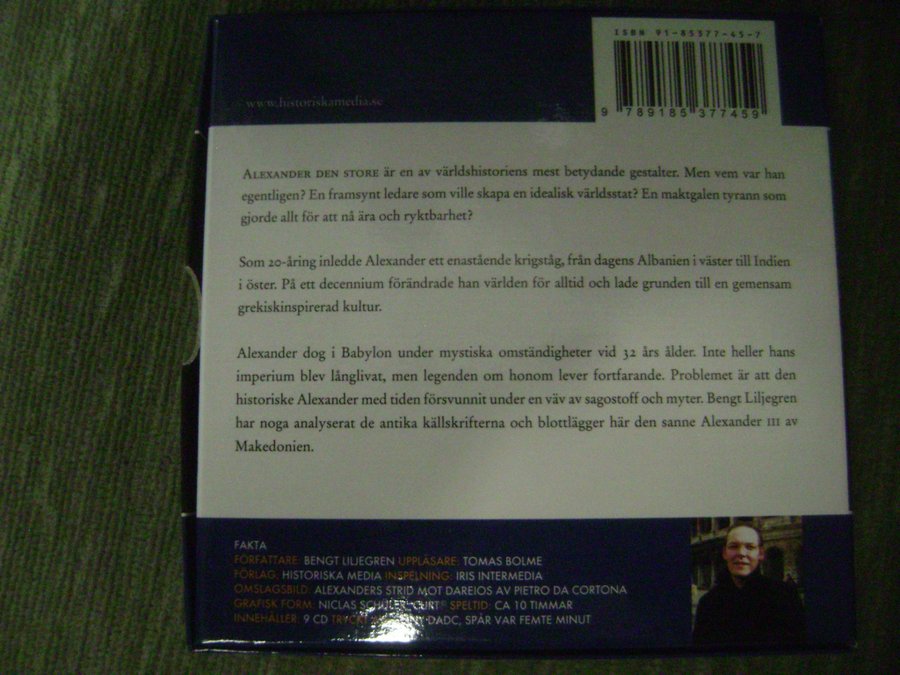 ISBN 91-85377-45-7
9 789185 377459
www.historiskamedia.se
ALEXANDER DEN STORE är en av världshistoriens mest betydande gestalter. Men vem var han
egentligen? En framsynt ledare som ville skapa en idealisk världsstat? En maktgalen tyrann som
gjorde allt för att nå ära och ryktbarhet?
Som 20-åring inledde Alexander ett enastående krigståg, från dagens Albanien i väster till Indien
i öster. På ett decennium förändrade han världen för alltid och lade grunden till en gemensam
grekiskinspirerad kultur.
Alexander dog i Babylon under mystiska omständigheter vid 32 års ålder. Inte heller hans
imperium blev långlivat, men legenden om honom lever fortfarande. Problemet är att den
historiske Alexander med tiden försvunnit under en väv av sagostoff och myter. Bengt Liljegren
har noga analyserat de antika källskrifterna och blottlägger här den sanne Alexander III av
Makedonien.
FAKTA
FÖRFATTARE: BENGT LILJEGREN UPPLÄSARE: TOMAS BOLME
FÖRLAG: HISTORISKA MEDIA INSPELNING: IRIS INTERMEDIA
OMSLAGSBILD: ALEXANDERS STRID MOT DAREIOS AV PIETRO DA CORTONA
GRAFISK FORM: NICLAS CURT® SPELTID: CA 10 TIMMAR
INNEHÅLLER: 9 CD DADC, SPÅR VAR FEMTE MINUT